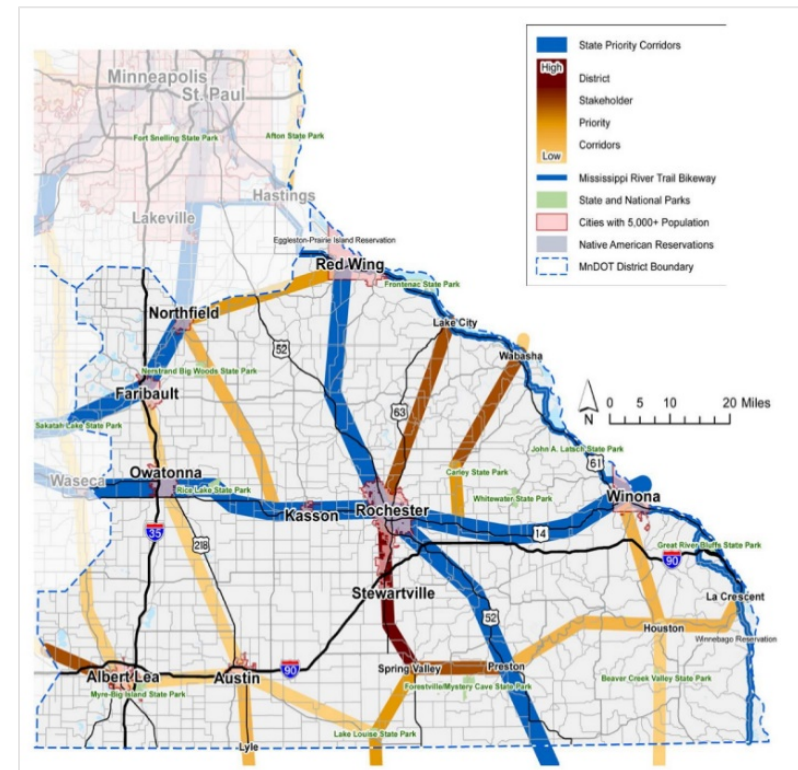 State Priority Corridors
High
District
Stakeholder
Priority
Corridors
Low
Mississippi River Trail Bikeway
State and National Parks
Cities with 5,000+ Population
Native American Reservations
MnDOT District Boundary
Minneapolis
St. Paul
Fort Snelling State Park
Afton State Park
Hastings
Lakeville
Eggleston-Prairie Island Reservation
Red Wing
Frontenac State Park
Northfield
Lake City
52
Wabasha
Nerstrand Big Woods State Park
Faribault
63
N
0 5 10 20 Miles
Sakatah Lake State Park
John A. Latsch State Park
61
Owatonna
Waseca
Rice Lake State Park
Carley State Park
Whitewater State Park
Winona
Kasson
Rochester
35
218
14
Great River Bluffs State Park
90
Stewartville
La Crescent
52
Houston
Winnebago Reservation
Albert Lea
Austin
90
Spring Valley
Preston
Beaver Creek Valley State Park
Myre-Big Island State Park
Forestville/Mystery Cave State Park
Lake Louise State Park
Lyle